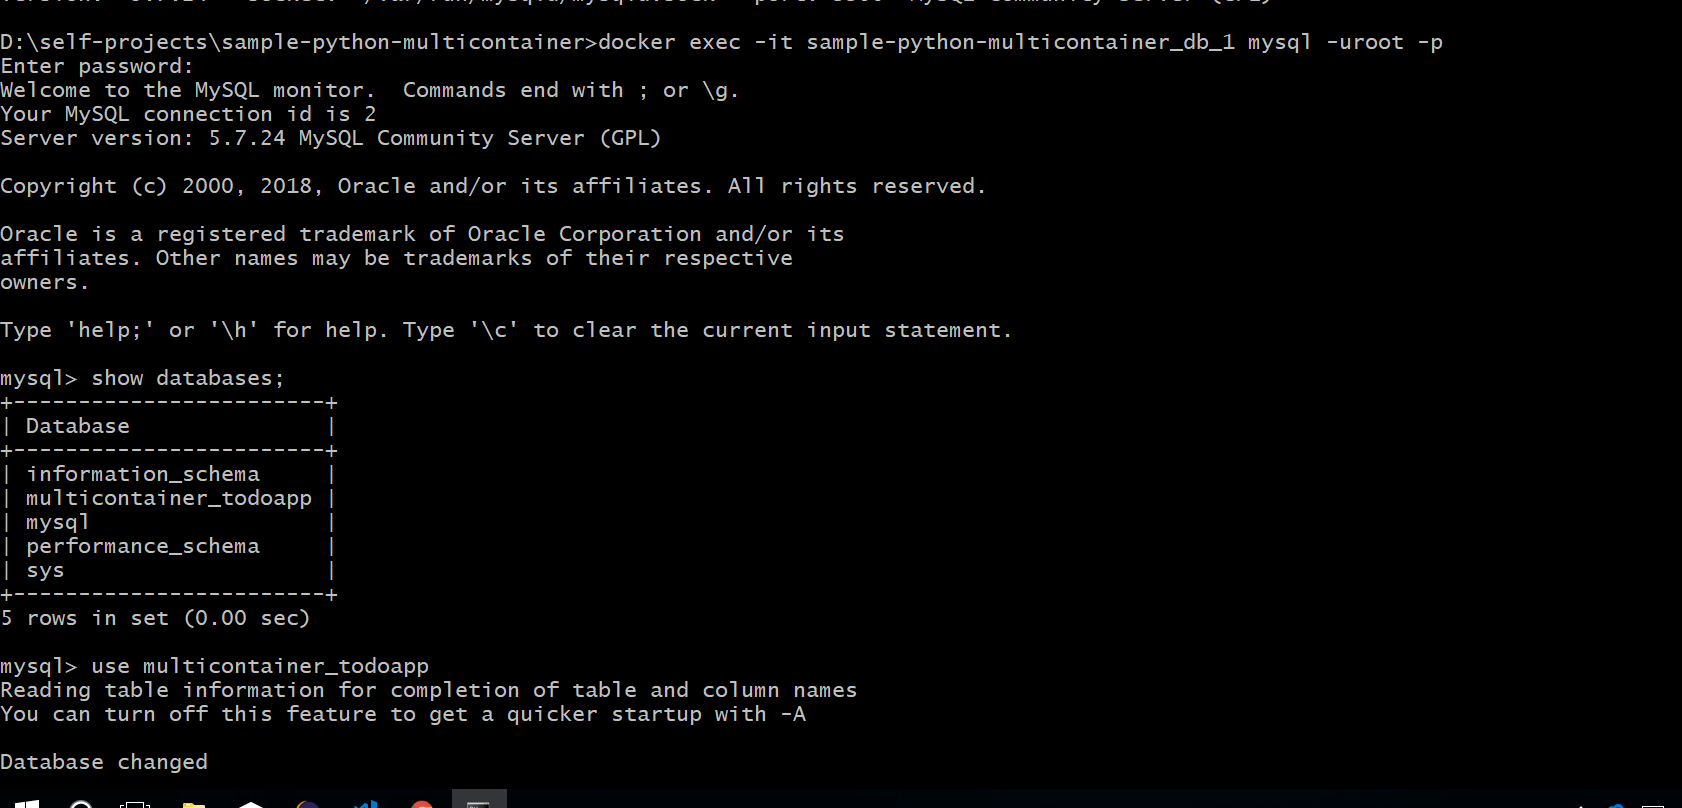 D:\self-projects\sample-python-multicontainer>docker exec -it sample-python-multicontainer_db_1 mysql -uroot -p
Enter password:
Welcome to the MySQL monitor.  Commands end with ; or \g.
Your MySQL connection id is 2
Server version: 5.7.24 MySQL Community Server (GPL)
Copyright (c) 2000, 2018, Oracle and/or its affiliates. All rights reserved.
Oracle is a registered trademark of Oracle Corporation and/or its
affiliates. Other names may be trademarks of their respective
owners.
Type 'help;' or '\h' for help. Type '\c' to clear the current input statement.
mysql> show databases;
+------------------------+
| Database               |
+------------------------+
| information_schema     |
| multicontainer_todoapp |
| mysql                  |
| performance_schema     |
| sys                    |
+------------------------+
5 rows in set (0.00 sec)
mysql> use multicontainer_todoapp
Reading table information for completion of table and column names
You can turn off this feature to get a quicker startup with -A
Database changed